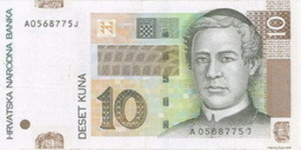 HRVATSKA NARODNA BANKA
A0568775J
10
DESET KUNA
10
A0568775J